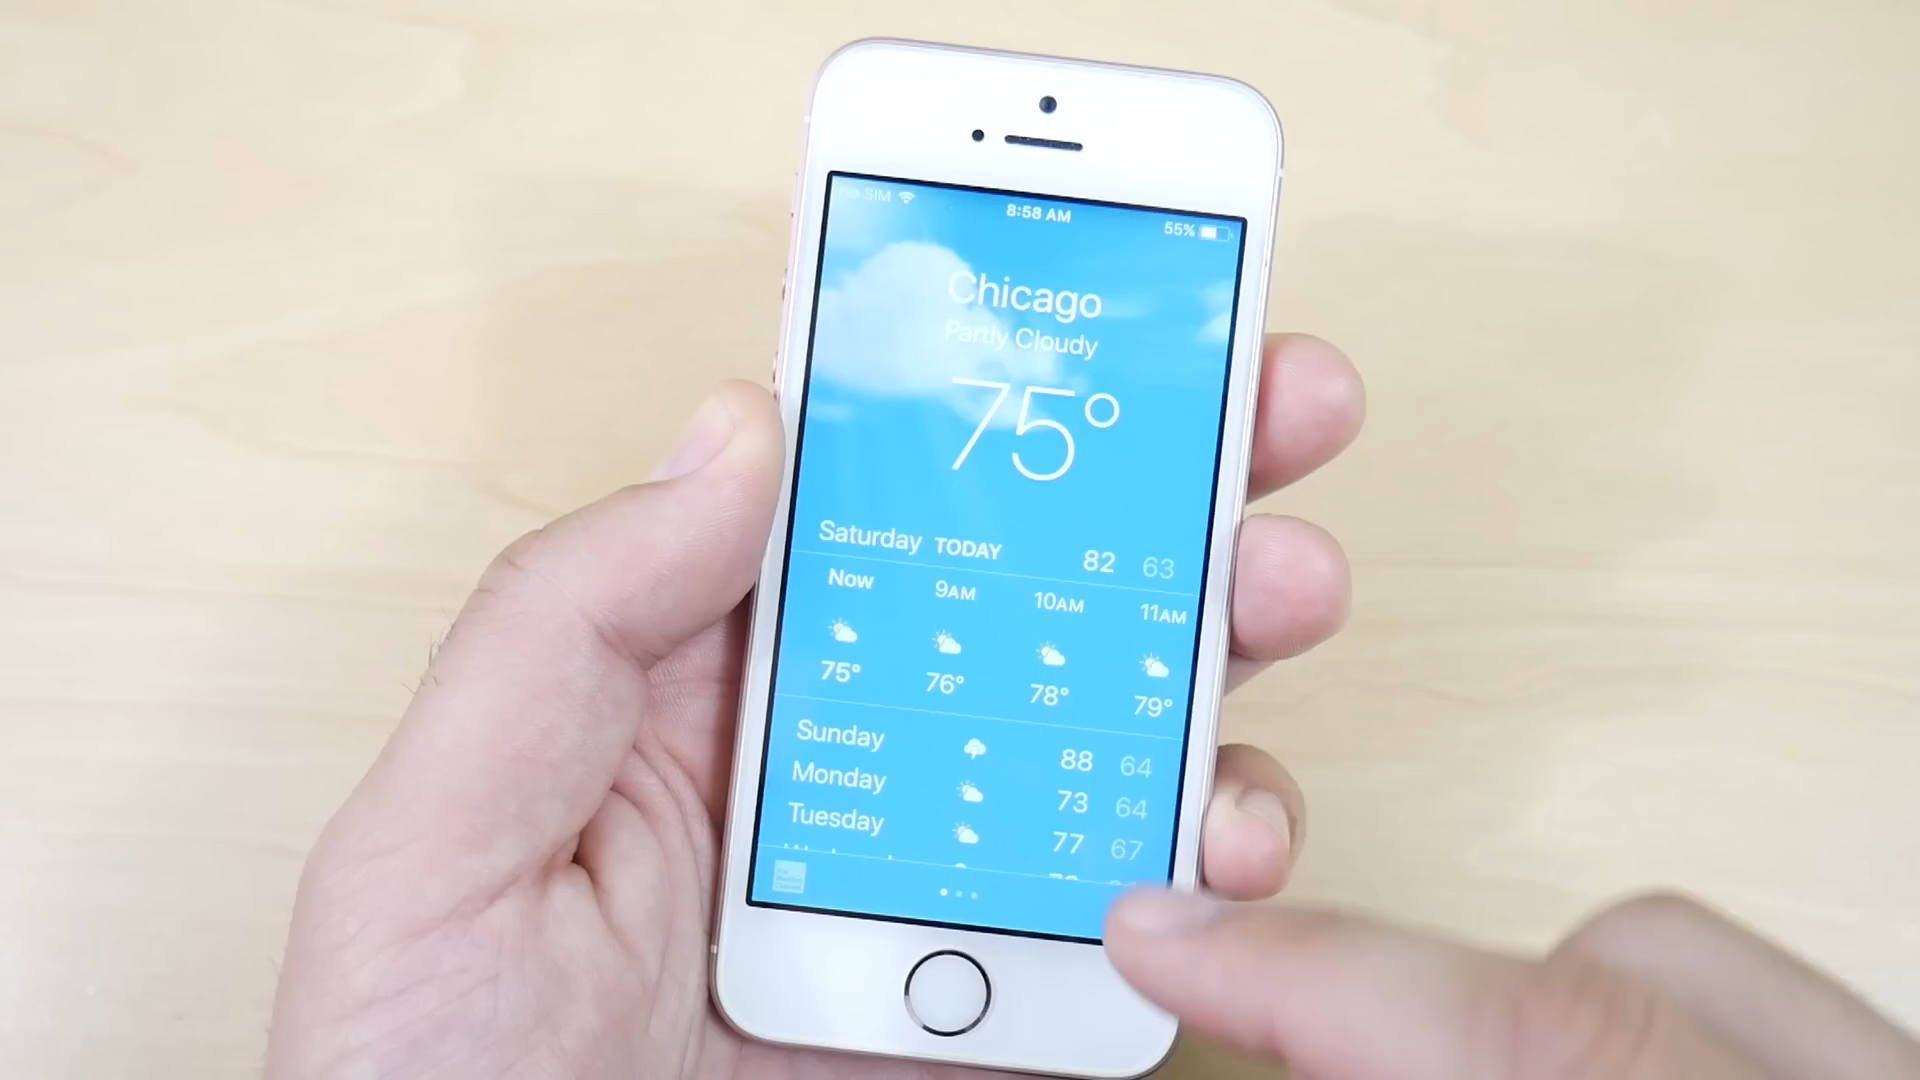 SIM
8:58 AM
55%
Chicago
Partly Cloudy
75°
Saturday TODAY 82 63
Now 9AM 10AM 11AM
75° 76° 78° 79°
Sunday 88 64
Monday 73 64
Tuesday 77 67